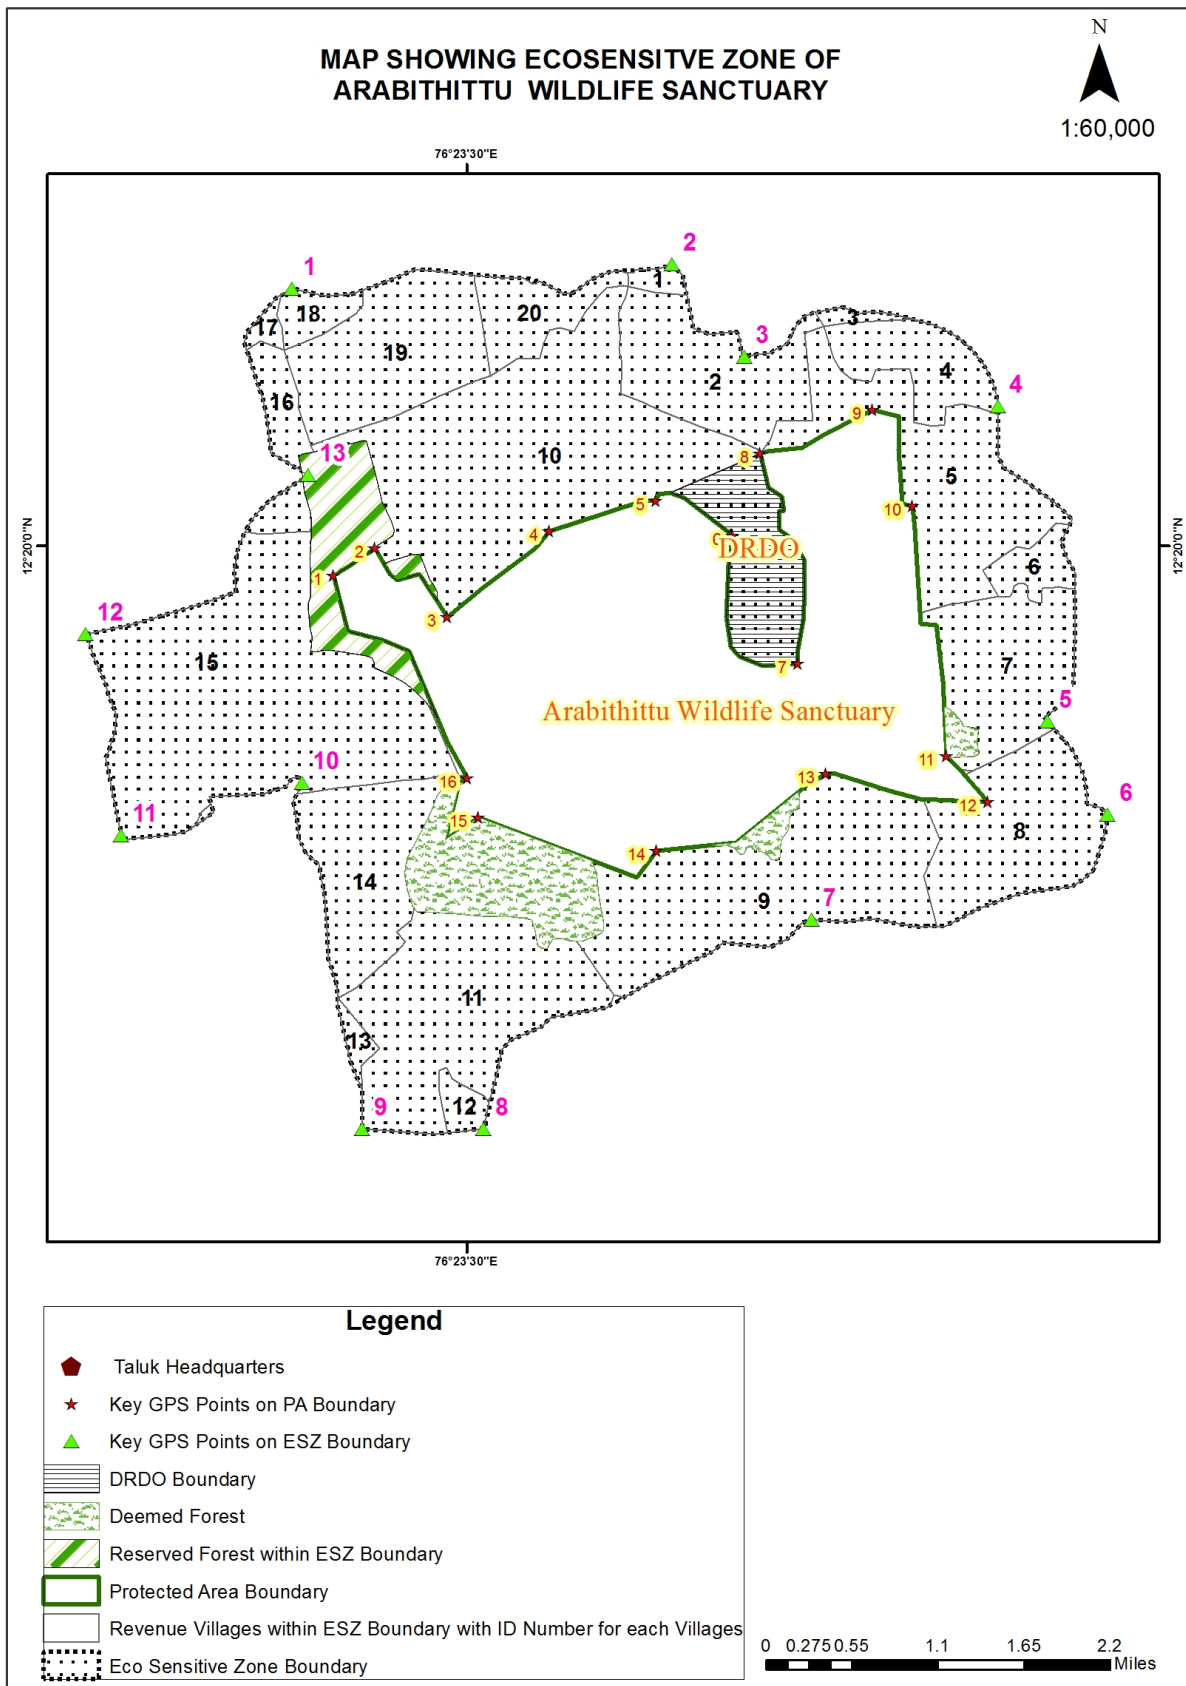 N
MAP SHOWING ECOSENSITVE ZONE OF
ARABITHITTU WILDLIFE SANCTUARY
1:60,000
76°23'30"E
2
1
1
18
20
17
3
3
19
2
4
4
16
9
13
10
8
5
5
10
4
12°20'0"N
12°20'0"N
2
DRDO
1
6
3
12
15
7
7
5
Arabithittu Wildlife Sanctuary
11
13
16
10
12
6
15
8
11
14
14
9
7
11
13
9
12
8
76°23'30"E
Legend
Taluk Headquarters
Key GPS Points on PA Boundary
Key GPS Points on ESZ Boundary
DRDO Boundary
Deemed Forest
Reserved Forest within ESZ Boundary
Protected Area Boundary
Revenue Villages within ESZ Boundary with ID Number for each Villages
Eco Sensitive Zone Boundary
0 0.275 0.55 1.1 1.65 2.2
Miles